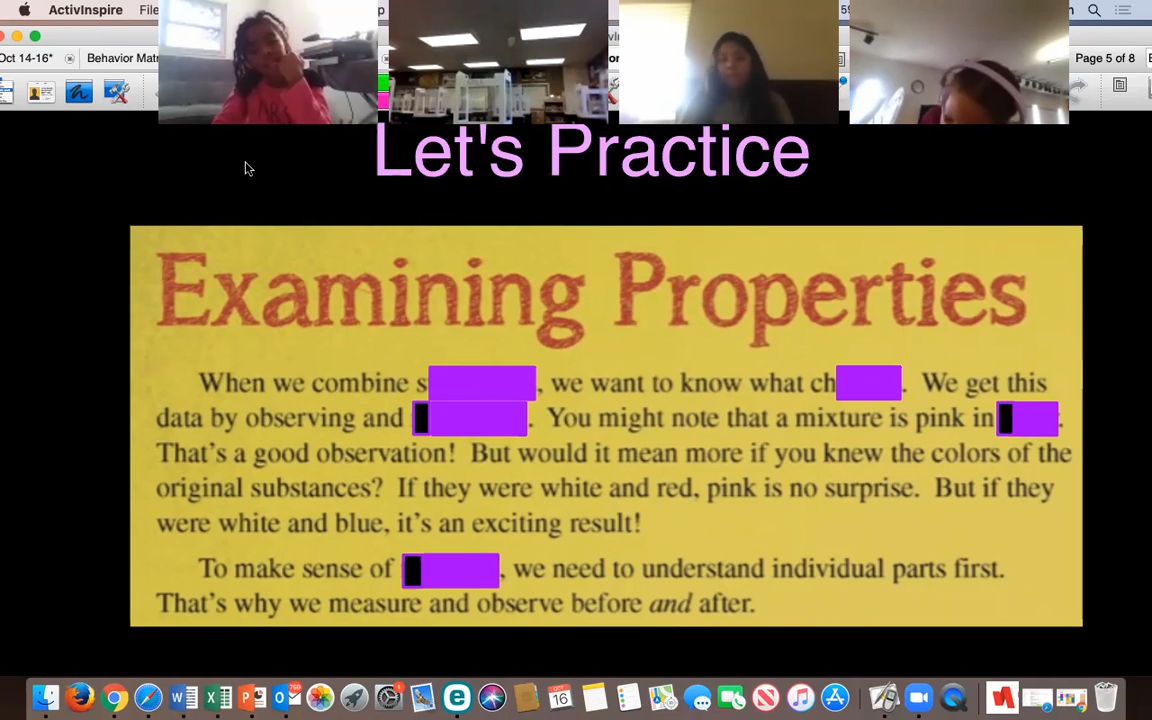 ActivInspire File
Oct 14-16* Behavior Mat
Page 5 of 8
Let's Practice
Examining Properties
When we combine s , we want to know what ch . We get this
data by observing and . You might note that a mixture is pink in .
That's a good observation! But would it mean more if you knew the colors of the
original substances? If they were white and red, pink is no surprise. But if they
were white and blue, it's an exciting result!
To make sense of , we need to understand individual parts first.
That's why we measure and observe before and after.